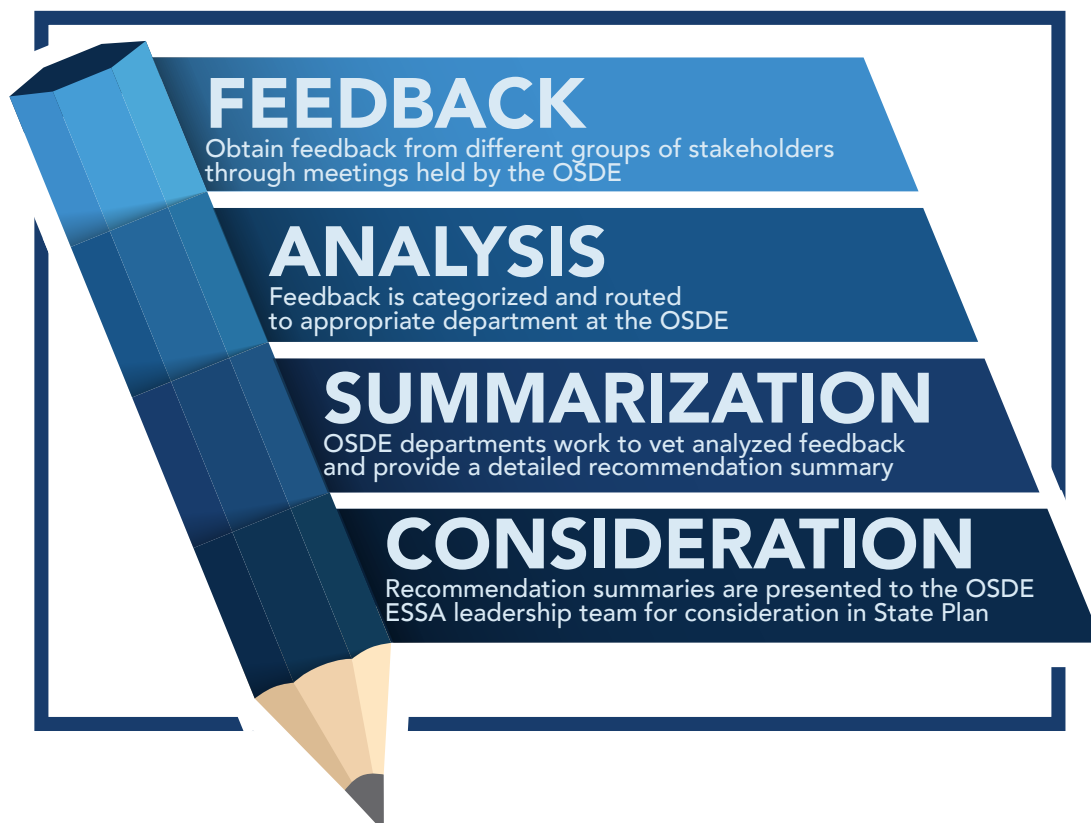 FEEDBACK
Obtain feedback from different groups of stakeholders
through meetings held by the OSDE
ANALYSIS
Feedback is categorized and routed
to appropriate department at the OSDE
SUMMARIZATION
OSDE departments work to vet analyzed feedback
and provide a detailed recommendation summary
CONSIDERATION
Recommendation summaries are presented to the OSDE
ESSA leadership team for consideration in State Plan